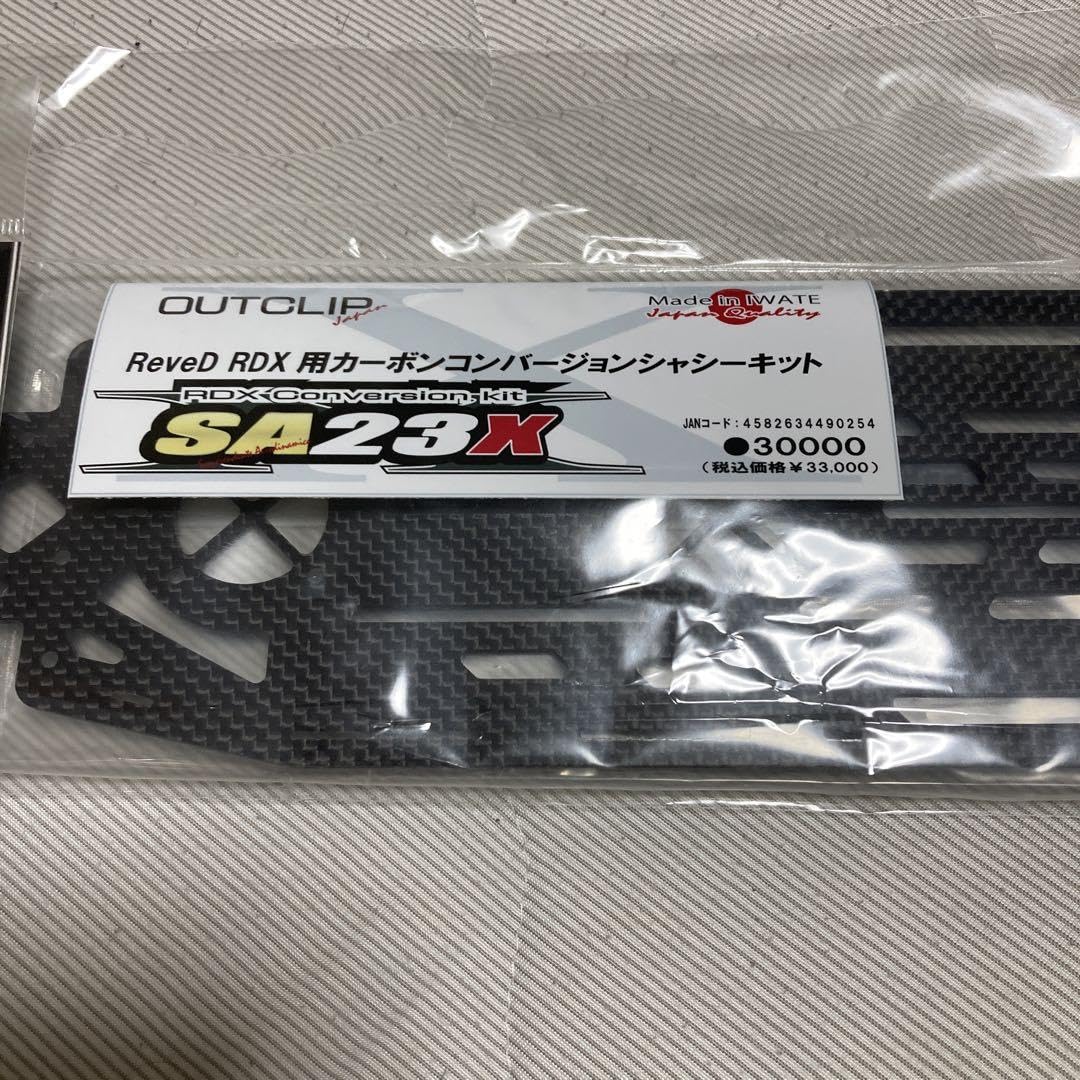 OUTCLIP
Japan
Made in IWATE
Japan Quality
ReveD RDX 用カーボンコンバージョンシャシーキット
RDX Conversion kit
SA23X
JANコード：4582634490254
●30000
（税込価格￥33,000）